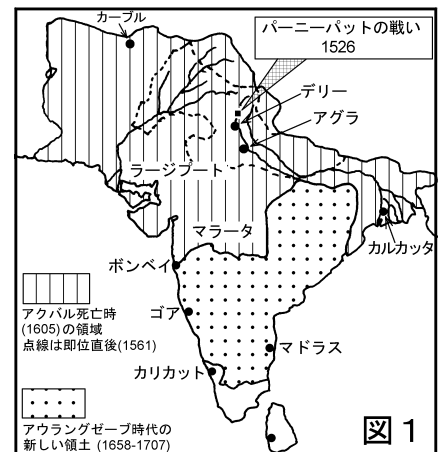 カーブル
パーニーパットの戦い
1526
デリー
アグラ
ラージプート
マラータ
カルカッタ
ボンベイ
アクバル死亡時
(1605)の領域
点線は即位直後(1561)
ゴア
マドラス
カリカット
アウラングゼーブ時代の
新しい領土 (1658-1707)
図1